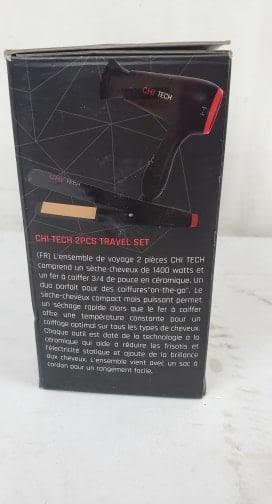 CHI TECH
CHI TECH
CHI TECH 2PCS TRAVEL SET
(FR) L'ensemble de voyage 2 pièces CHI TECH
comprend un sèche-cheveux de 1400 watts et
un fer à coiffer 3/4 de pouce en céramique. Un
duo parfait pour des coiffures"on-the-go". Le
sèche-cheveux compact mais puissant permet
un séchage rapide alors que le fer à coiffer
offre une température constante pour un
coiffage optimal sur tous les types de cheveux.
Chaque outil est doté de la technologie à la
céramique qui aide à réduire les frisotis et
l'électricité statique et ajoute de la brillance
aux cheveux. L'ensemble vient avec un sac à
cordon pour un rangement facile.